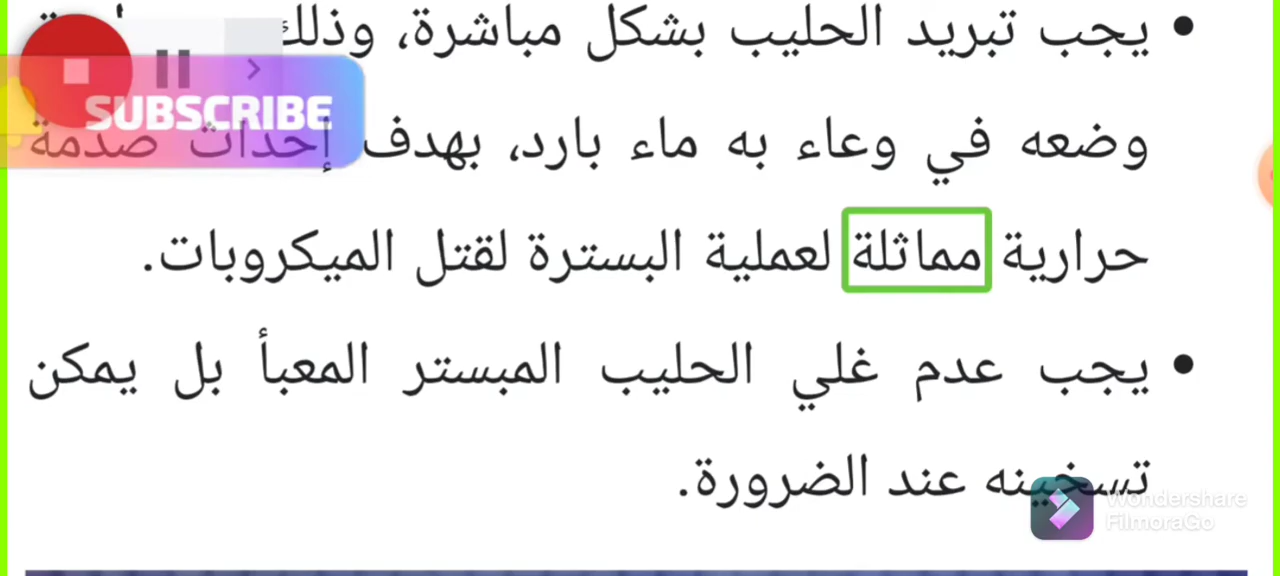 يجب تبريد الحليب بشكل مباشرة، وذلك
SUBSCRIBE
وضعه في وعاء به ماء بارد، بهدف إحداث صدمة
حرارية مماثلة لعملية البسترة لقتل الميكروبات.
يجب عدم غلي الحليب المبستر المعبأ بل يمكن
تسخينه عند الضرورة.
Wondershare
FilmoraGo